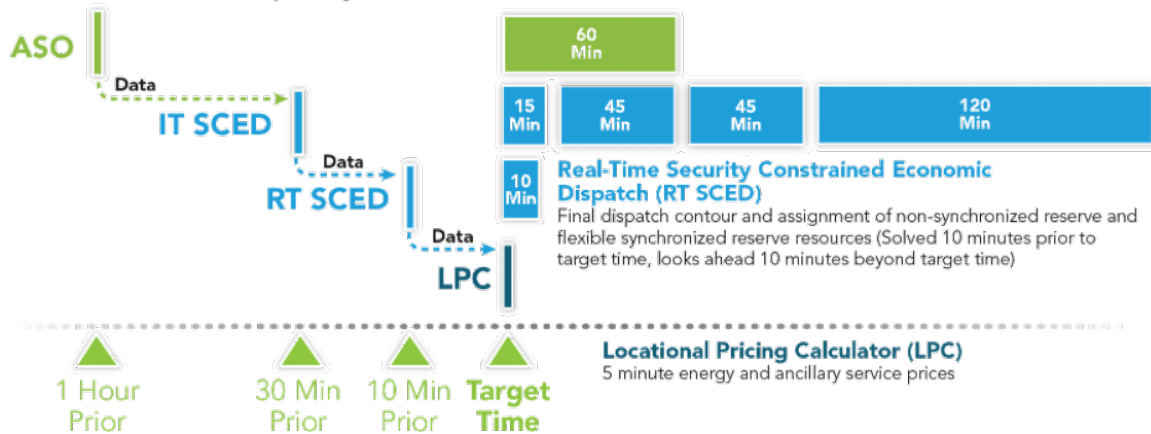 ASO
60
Min
Data
IT SCED
15
Min
45
Min
45
Min
120
Min
Data
RT SCED
10
Min
Real-Time Security Constrained Economic
Dispatch (RT SCED)
Final dispatch contour and assignment of non-synchronized reserve and
flexible synchronized reserve resources (Solved 10 minutes prior to
target time, looks ahead 10 minutes beyond target time)
Data
LPC
1 Hour
Prior
30 Min
Prior
10 Min
Prior
Target
Time
Locational Pricing Calculator (LPC)
5 minute energy and ancillary service prices